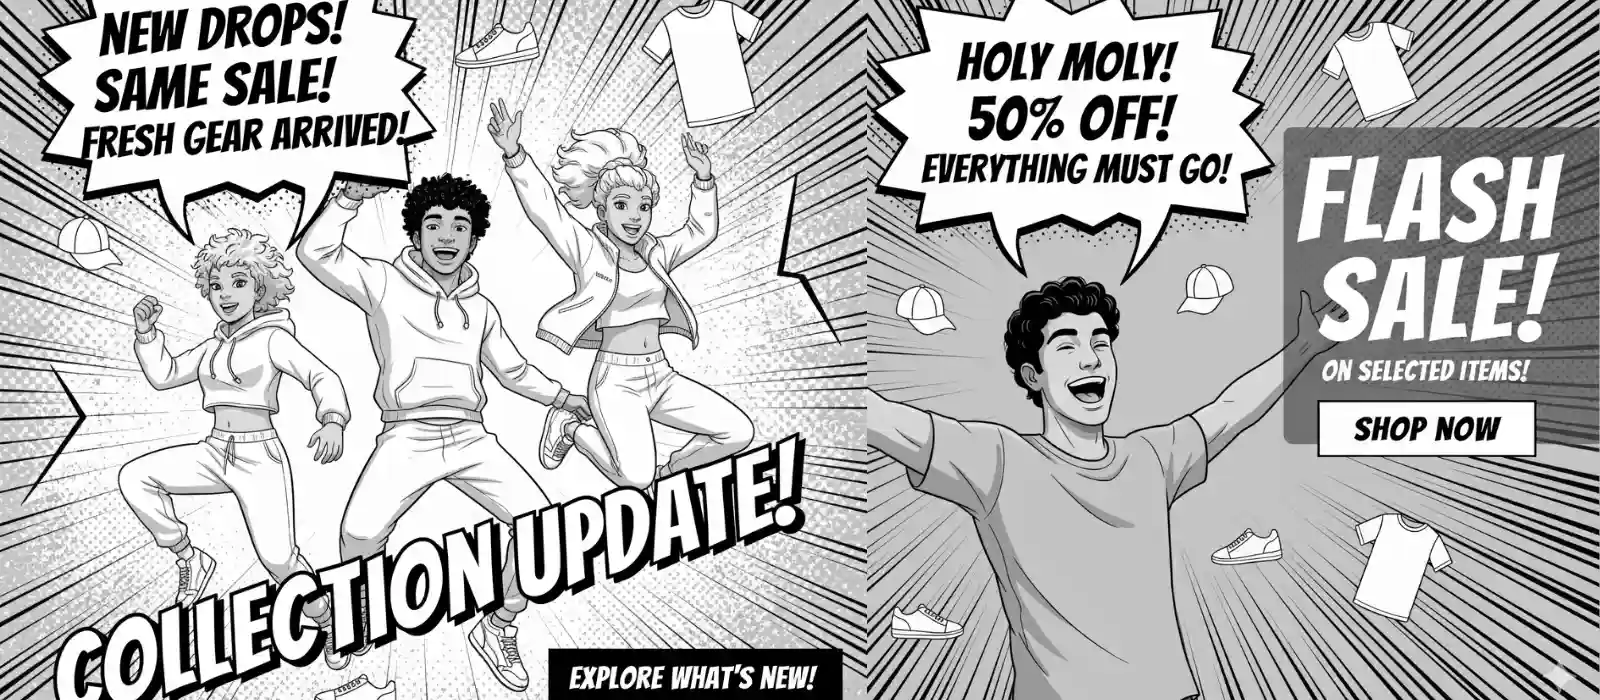 NEW DROPS!
SAME SALE!
FRESH GEAR ARRIVED!
COLLECTION UPDATE!
EXPLORE WHAT'S NEW!
HOLY MOLY!
50% OFF!
EVERYTHING MUST GO!
FLASH
SALE!
ON SELECTED ITEMS!
SHOP NOW